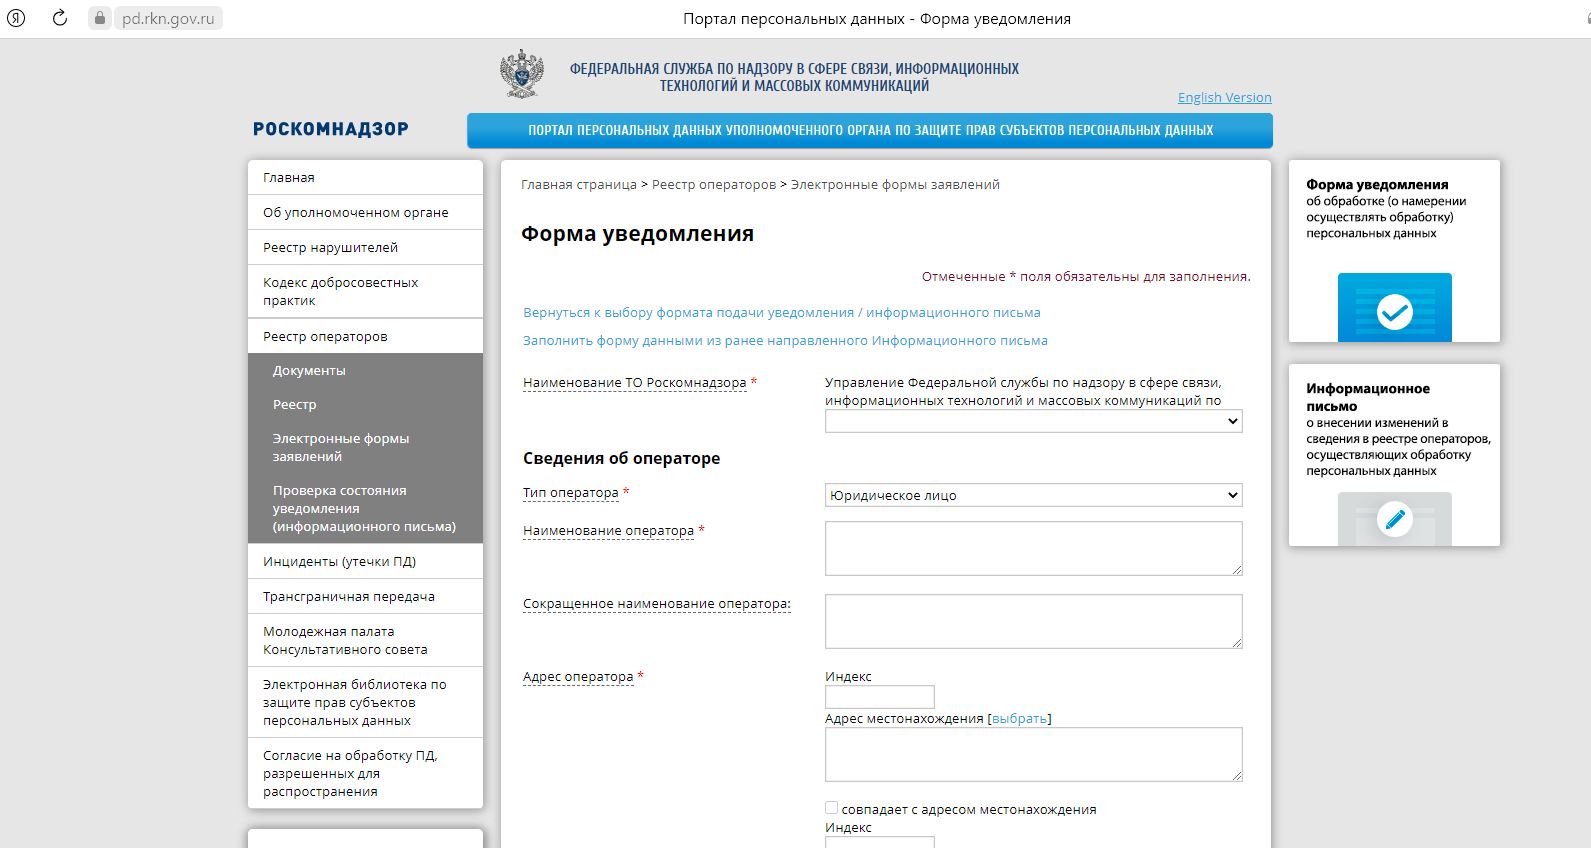 Я
pd.rkn.gov.ru
Портал персональных данных - Форма уведомления
ФЕДЕРАЛЬНАЯ СЛУЖБА ПО НАДЗОРУ В СФЕРЕ СВЯЗИ, ИНФОРМАЦИОННЫХ
ТЕХНОЛОГИЙ И МАССОВЫХ КОММУНИКАЦИЙ
English Version
РОСКОМНАДЗОР
ПОРТАЛ ПЕРСОНАЛЬНЫХ ДАННЫХ УПОЛНОМОЧЕННОГО ОРГАНА ПО ЗАЩИТЕ ПРАВ СУБЪЕКТОВ ПЕРСОНАЛЬНЫХ ДАННЫХ
Главная
Об уполномоченном органе
Реестр нарушителей
Кодекс добросовестных
практик
Реестр операторов
Документы
Реестр
Электронные формы
заявлений
Проверка состояния
уведомления
(информационного письма)
Инциденты (утечки ПД)
Трансграничная передача
Молодежная палата
Консультативного совета
Электронная библиотека по
защите прав субъектов
персональных данных
Согласие на обработку ПД,
разрешенных для
распространения
Главная страница > Реестр операторов > Электронные формы заявлений
Форма уведомления
Отмеченные * поля обязательны для заполнения.
Вернуться к выбору формата подачи уведомления / информационного письма
Заполнить форму данными из ранее направленного Информационного письма
Наименование ТО Роскомнадзора *
Управление Федеральной службы по надзору в сфере связи,
информационных технологий и массовых коммуникаций по
Сведения об операторе
Тип оператора *
Юридическое лицо
Наименование оператора *
Сокращенное наименование оператора:
Адрес оператора *
Индекс
Адрес местонахождения [выбрать]
совпадает с адресом местонахождения
Индекс
Форма уведомления
об обработке (о намерении
осуществлять обработку)
персональных данных
Информационное
письмо
о внесении изменений в
сведения в реестре операторов,
осуществляющих обработку
персональных данных